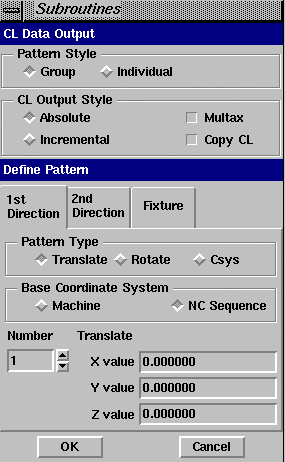 Subroutines
CL Data Output
Pattern Style
Group Individual
CL Output Style
Absolute Multax
Incremental Copy CL
Define Pattern
1st Direction 2nd Direction Fixture
Pattern Type
Translate Rotate Csys
Base Coordinate System
Machine NC Sequence
Number Translate
1 X value 0.000000
Y value 0.000000
Z value 0.000000
OK Cancel